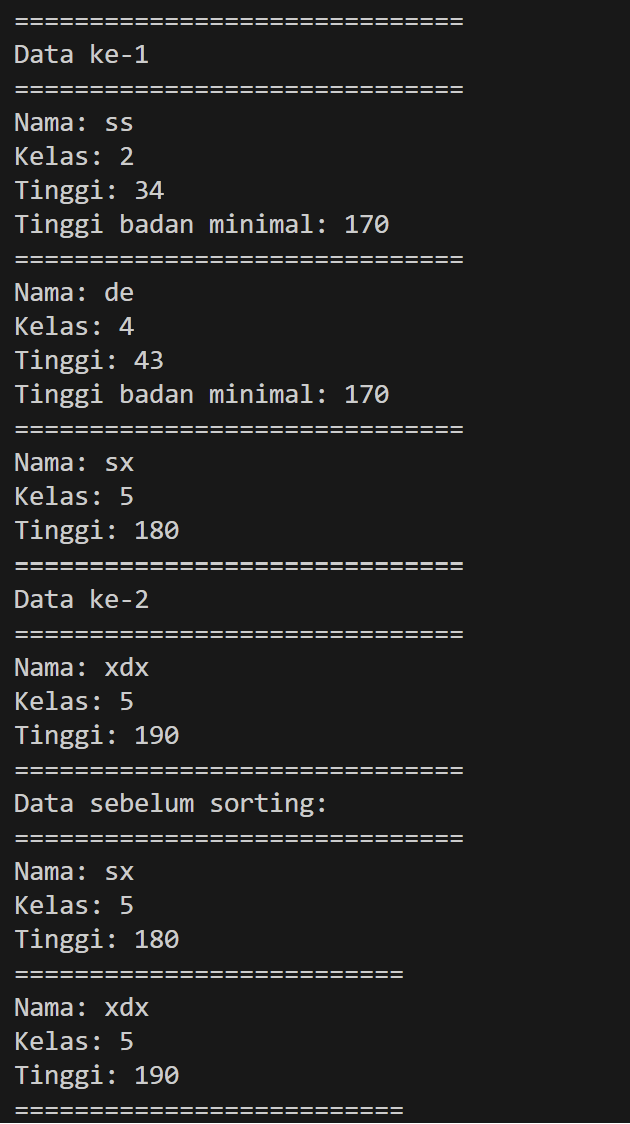 ==============================
Data ke-1
==============================
Nama: ss
Kelas: 2
Tinggi: 34
Tinggi badan minimal: 170
==============================
Nama: de
Kelas: 4
Tinggi: 43
Tinggi badan minimal: 170
==============================
Nama: sx
Kelas: 5
Tinggi: 180
==============================
Data ke-2
==============================
Nama: xdx
Kelas: 5
Tinggi: 190
==============================
Data sebelum sorting:
==============================
Nama: sx
Kelas: 5
Tinggi: 180
==========================
Nama: xdx
Kelas: 5
Tinggi: 190
==========================